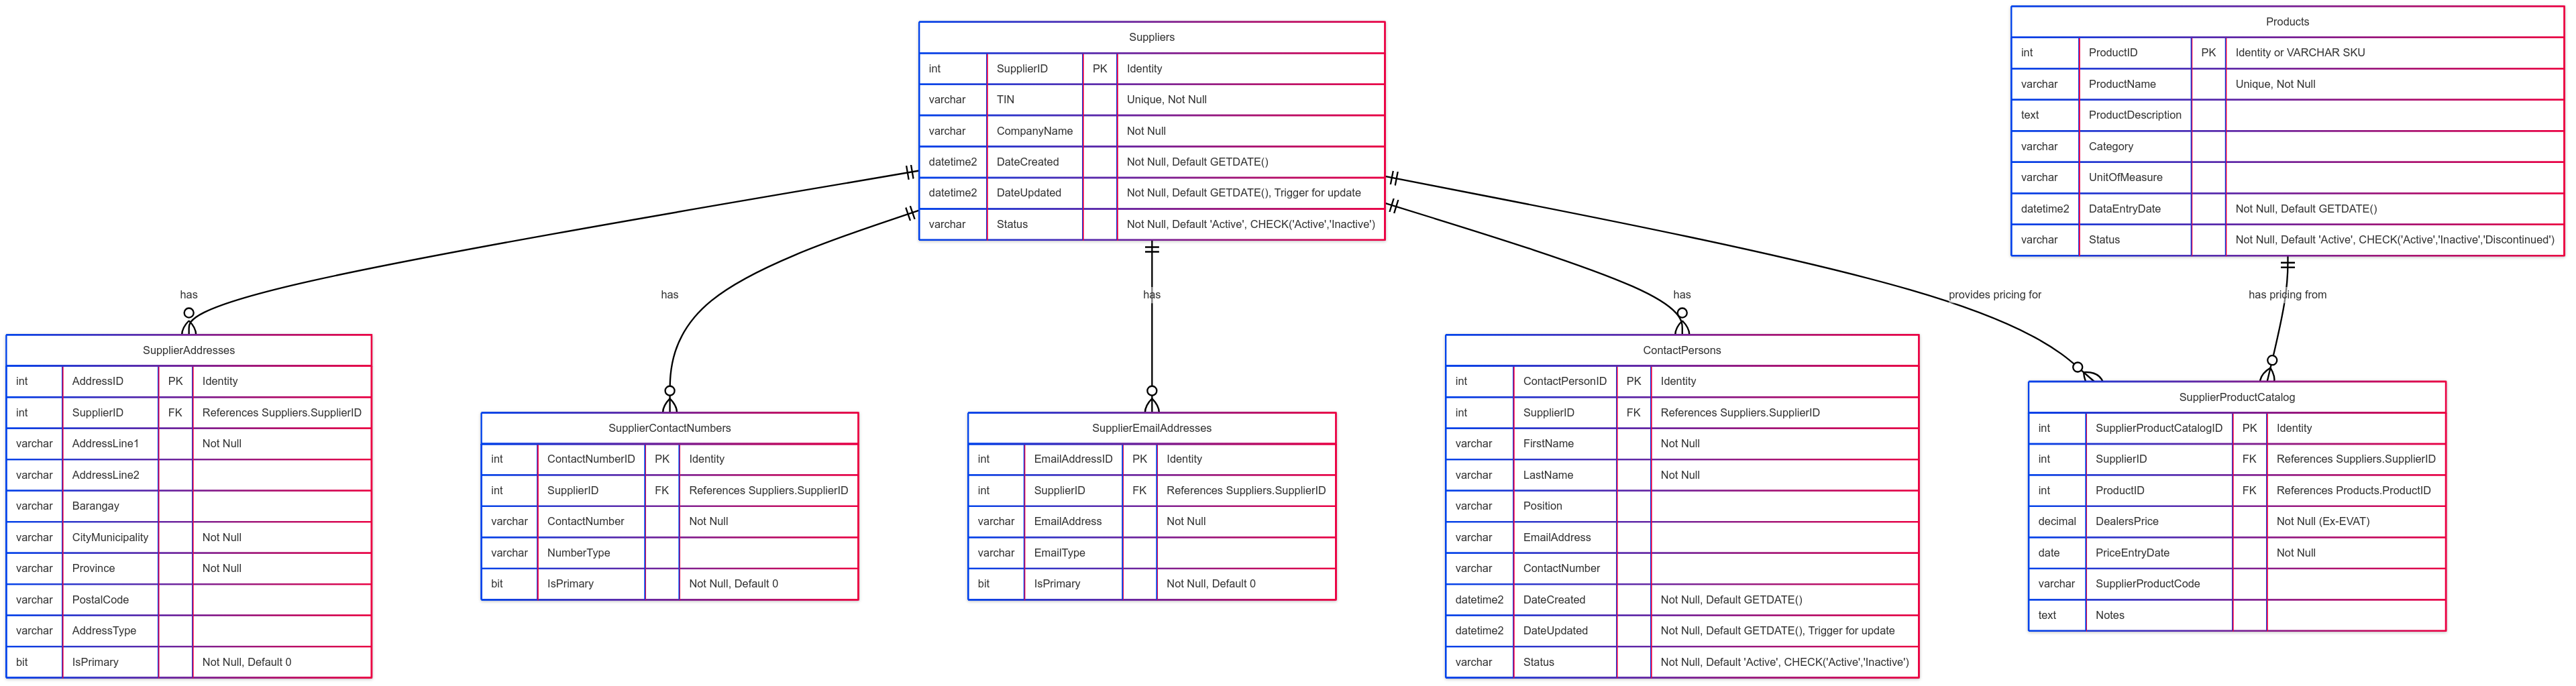 Suppliers
int SupplierID PK Identity
varchar TIN Unique, Not Null
varchar CompanyName Not Null
datetime2 DateCreated Not Null, Default GETDATE()
datetime2 DateUpdated Not Null, Default GETDATE(), Trigger for update
varchar Status Not Null, Default 'Active', CHECK('Active','Inactive')
Products
int ProductID PK Identity or VARCHAR SKU
varchar ProductName Unique, Not Null
text ProductDescription
varchar Category
varchar UnitOfMeasure
datetime2 DataEntryDate Not Null, Default GETDATE()
varchar Status Not Null, Default 'Active', CHECK('Active','Inactive','Discontinued')
has
has
has
has
provides pricing for
has pricing from
SupplierAddresses
int AddressID PK Identity
int SupplierID FK References Suppliers.SupplierID
varchar AddressLine1 Not Null
varchar AddressLine2
varchar Barangay
varchar CityMunicipality Not Null
varchar Province Not Null
varchar PostalCode
varchar AddressType
bit IsPrimary Not Null, Default 0
SupplierContactNumbers
int ContactNumberID PK Identity
int SupplierID FK References Suppliers.SupplierID
varchar ContactNumber Not Null
varchar NumberType
bit IsPrimary Not Null, Default 0
SupplierEmailAddresses
int EmailAddressID PK Identity
int SupplierID FK References Suppliers.SupplierID
varchar EmailAddress Not Null
varchar EmailType
bit IsPrimary Not Null, Default 0
ContactPersons
int ContactPersonID PK Identity
int SupplierID FK References Suppliers.SupplierID
varchar FirstName Not Null
varchar LastName Not Null
varchar Position
varchar EmailAddress
varchar ContactNumber
datetime2 DateCreated Not Null, Default GETDATE()
datetime2 DateUpdated Not Null, Default GETDATE(), Trigger for update
varchar Status Not Null, Default 'Active', CHECK('Active','Inactive')
SupplierProductCatalog
int SupplierProductCatalogID PK Identity
int SupplierID FK References Suppliers.SupplierID
int ProductID FK References Products.ProductID
decimal DealersPrice Not Null (Ex-EVAT)
date PriceEntryDate Not Null
varchar SupplierProductCode
text Notes